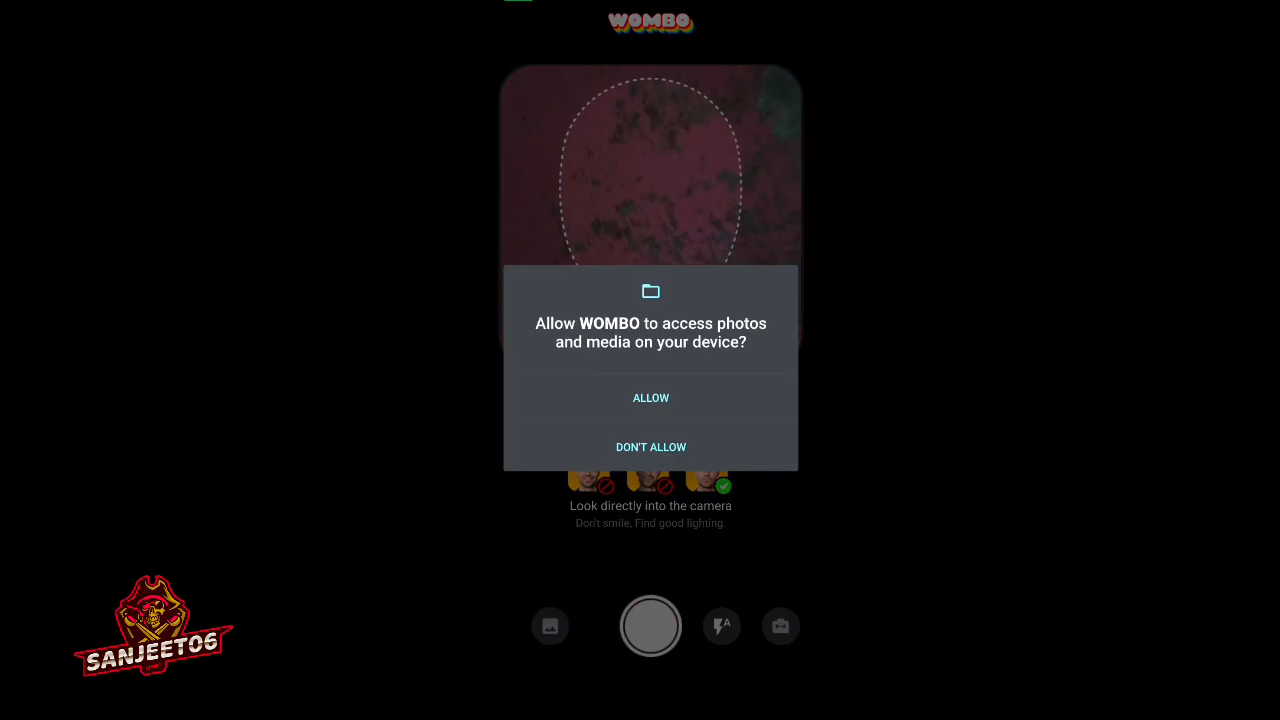 WOMBO
Allow WOMBO to access photos
and media on your device?
ALLOW
DON'T ALLOW
Look directly into the camera
Don't smile, Find good lighting.
A
SANJEET06